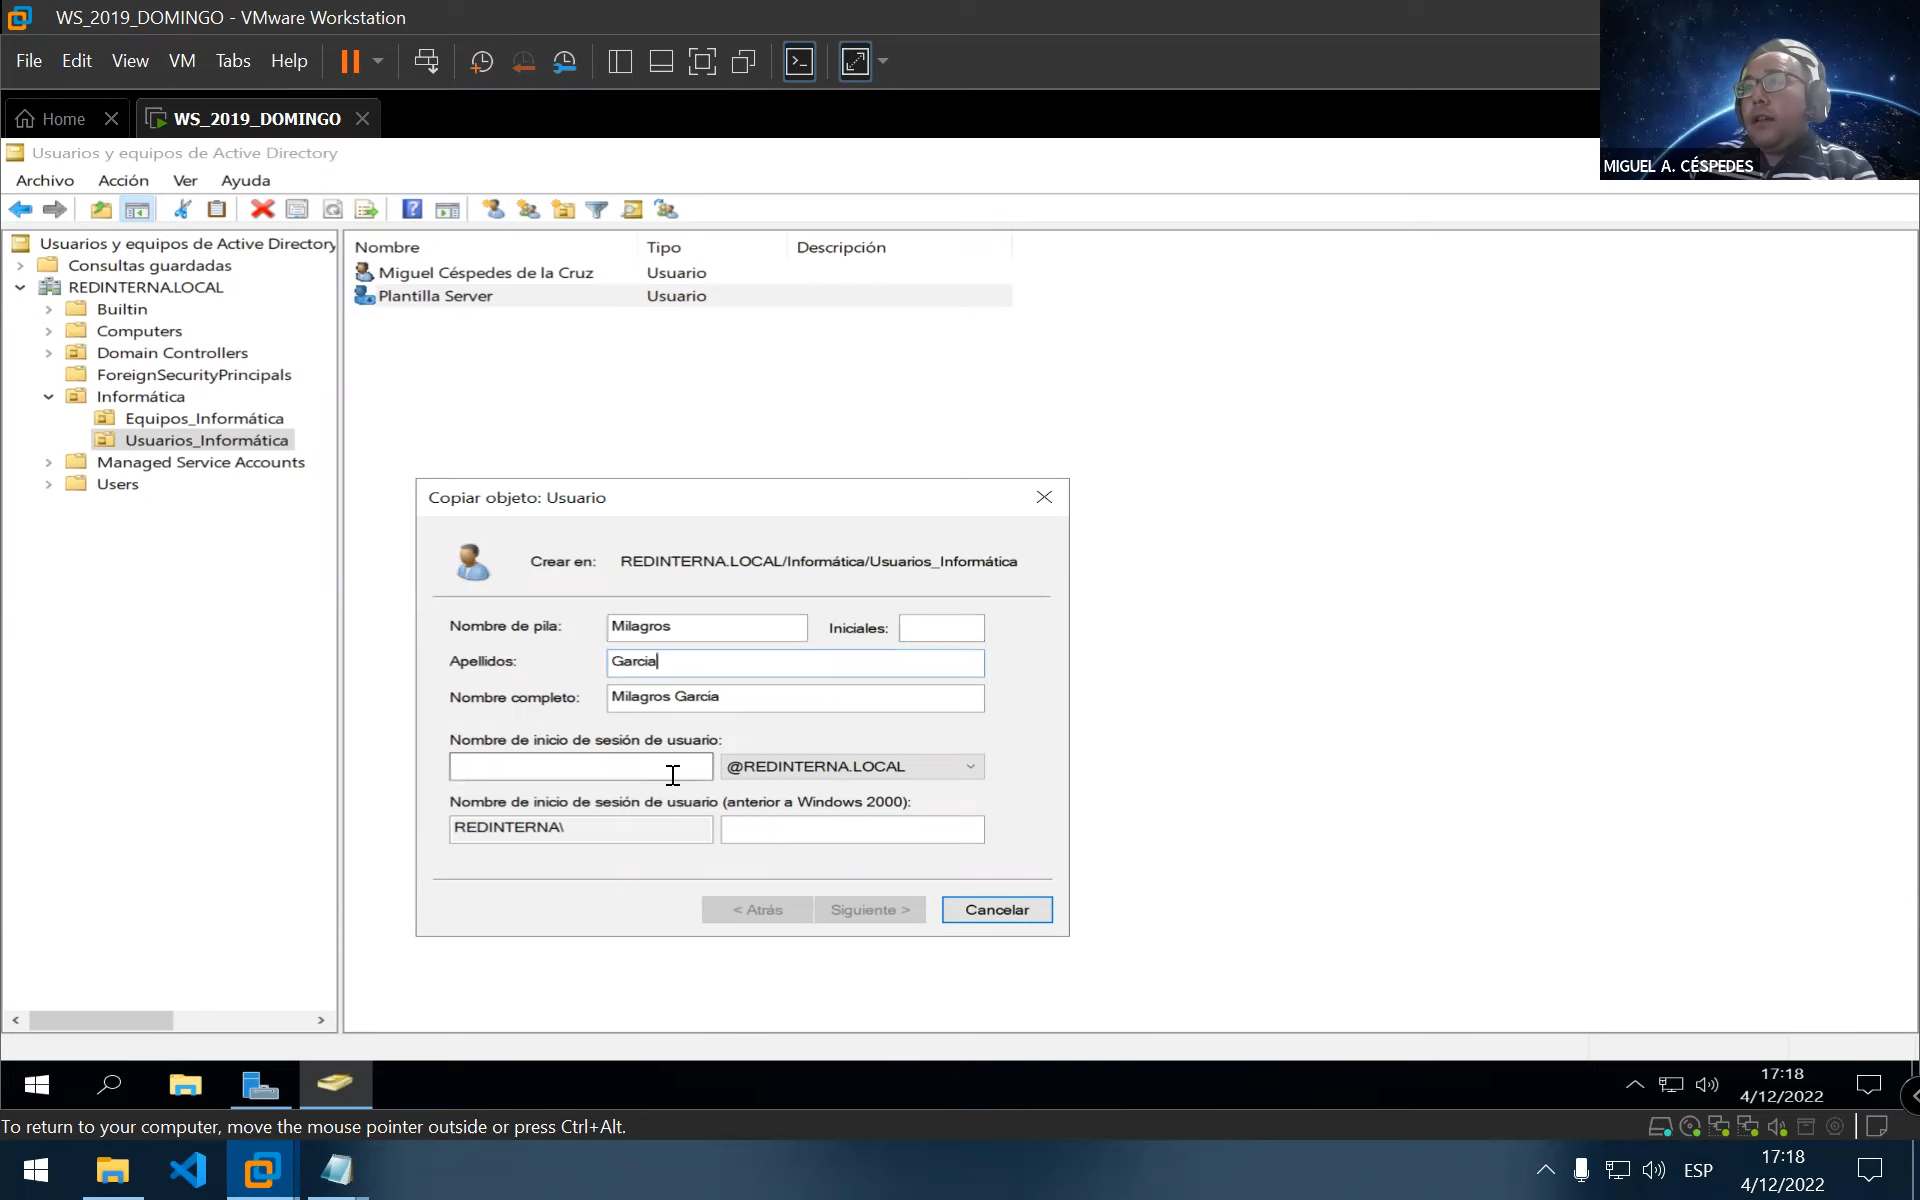 WS_2019_DOMINGO - VMware Workstation
File Edit View VM Tabs Help
Home
WS_2019_DOMINGO
MIGUEL A. CÉSPEDES
Usuarios y equipos de Active Directory
Archivo Acción Ver Ayuda
Usuarios y equipos de Active Directory
Consultas guardadas
REDINTERNA.LOCAL
Builtin
Computers
Domain Controllers
ForeignSecurityPrincipals
Informática
Equipos_Informática
Usuarios_Informática
Managed Service Accounts
Users
Nombre Tipo Descripción
Miguel Céspedes de la Cruz Usuario
Plantilla Server Usuario
Copiar objeto: Usuario
Crear en: REDINTERNA.LOCAL/Informática/Usuarios_Informática
Nombre de pila: Milagros Iniciales:
Apellidos: Garcia
Nombre completo: Milagros Garcia
Nombre de inicio de sesión de usuario:
@REDINTERNA.LOCAL
Nombre de inicio de sesión de usuario (anterior a Windows 2000):
REDINTERNA\
< Atrás Siguiente > Cancelar
17:18
4/12/2022
To return to your computer, move the mouse pointer outside or press Ctrl+Alt.
ESP
17:18
4/12/2022